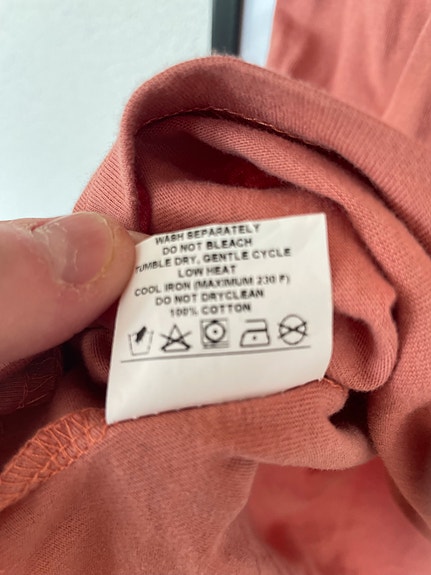 WASH SEPARATELY
DO NOT BLEACH
TUMBLE DRY, GENTLE CYCLE
LOW HEAT
COOL IRON (MAXIMUM 230 F)
DO NOT DRYCLEAN
100% COTTON